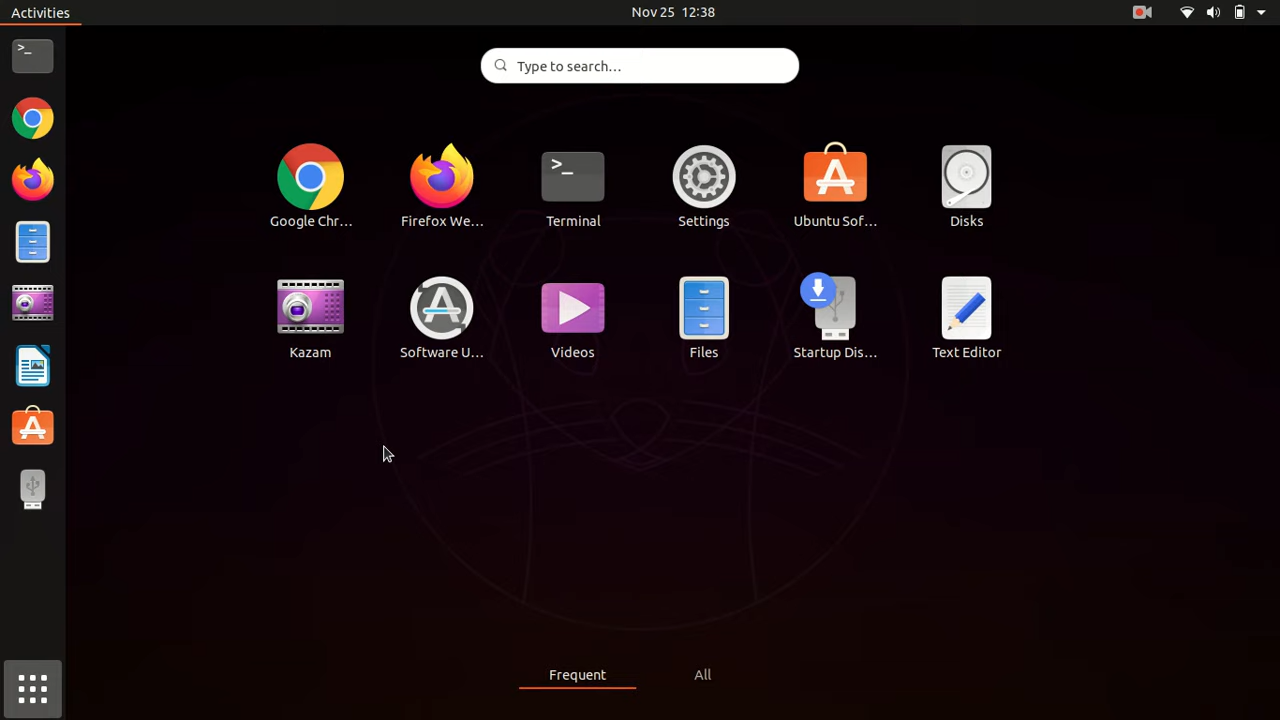 Activities
Nov 25 12:38
Type to search...
Google Chr...
Firefox We...
Terminal
Settings
Ubuntu Sof...
Disks
Kazam
Software U...
Videos
Files
Startup Dis...
Text Editor
Frequent
All